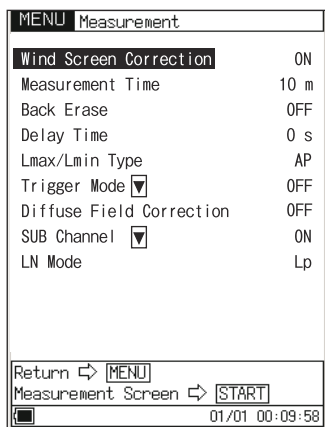 MENU Measurement
Wind Screen Correction ON
Measurement Time 10 m
Back Erase OFF
Delay Time 0 s
Lmax/Lmin Type AP
Trigger Mode ▼ OFF
Diffuse Field Correction OFF
SUB Channel ▼ ON
LN Mode Lp
Return ⇨ MENU
Measurement Screen ⇨ START
01/01 00:09:58